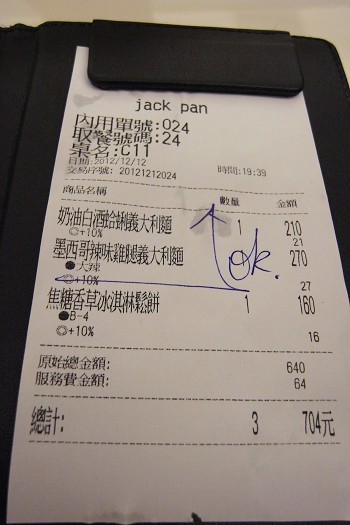 jack pan
內用單號:024
取餐號碼:24
桌名:C11
日期:2012/12/12 時間:19:39
交易序號: 20121212024
商品名稱 數量 金額
奶油白酒蛤蜊義大利麵 1 210
◎+10% 21
墨西哥辣味雞腿義大利麵 270
●大辣
◎+10% 27
焦糖香草冰淇淋鬆餅 1 160
●B-4
◎+10% 16
ok.
原始總金額: 640
服務費金額: 64
總計: 3 704元